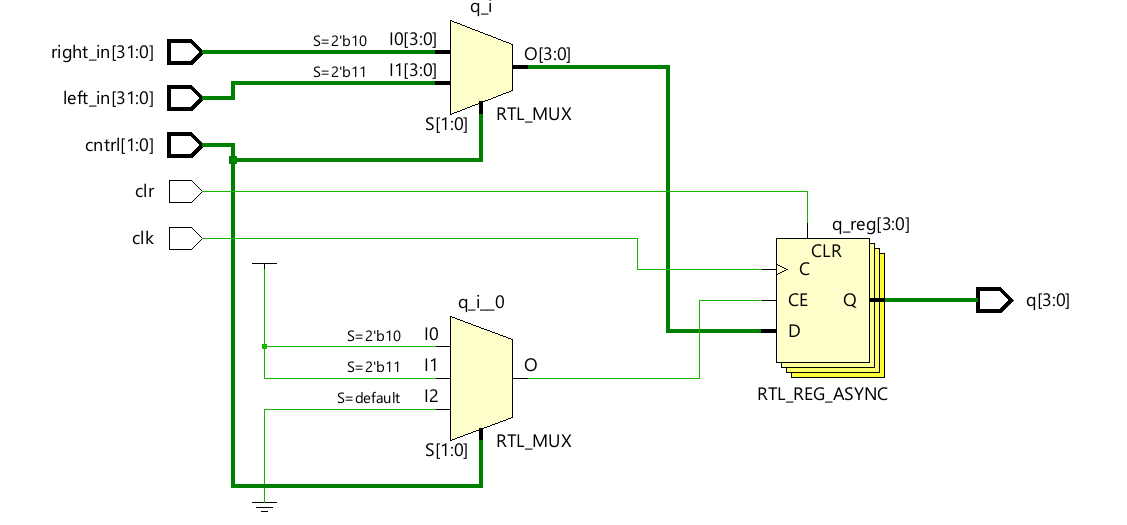 q_i
right_in[31:0]
S=2'b10 I0[3:0]
O[3:0]
S=2'b11 I1[3:0]
left_in[31:0]
RTL_MUX
S[1:0]
cntrl[1:0]
clr
q_reg[3:0]
clk
CLR
C
q_i__0
CE
Q
q[3:0]
D
S=2'b10 I0
S=2'b11 I1
O
S=default I2
RTL_REG_ASYNC
RTL_MUX
S[1:0]